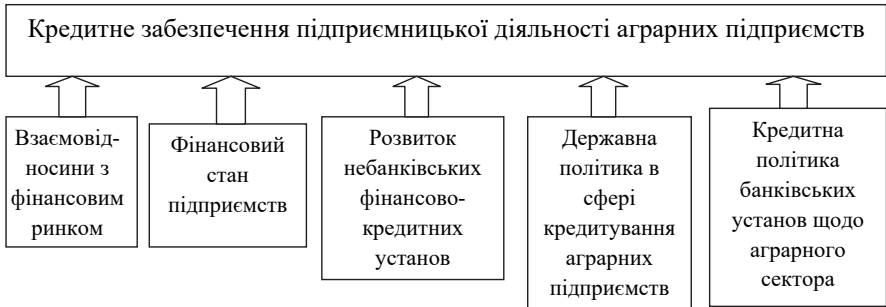 Кредитне забезпечення підприємницької діяльності аграрних підприємств
Взаємовід-
носини з
фінансовим
ринком
Фінансовий
стан
підприємств
Розвиток
небанківських
фінансово-
кредитних
установ
Державна
політика в
сфері
кредитування
аграрних
підприємств
Кредитна
політика
банківських
установ щодо
аграрного
сектора